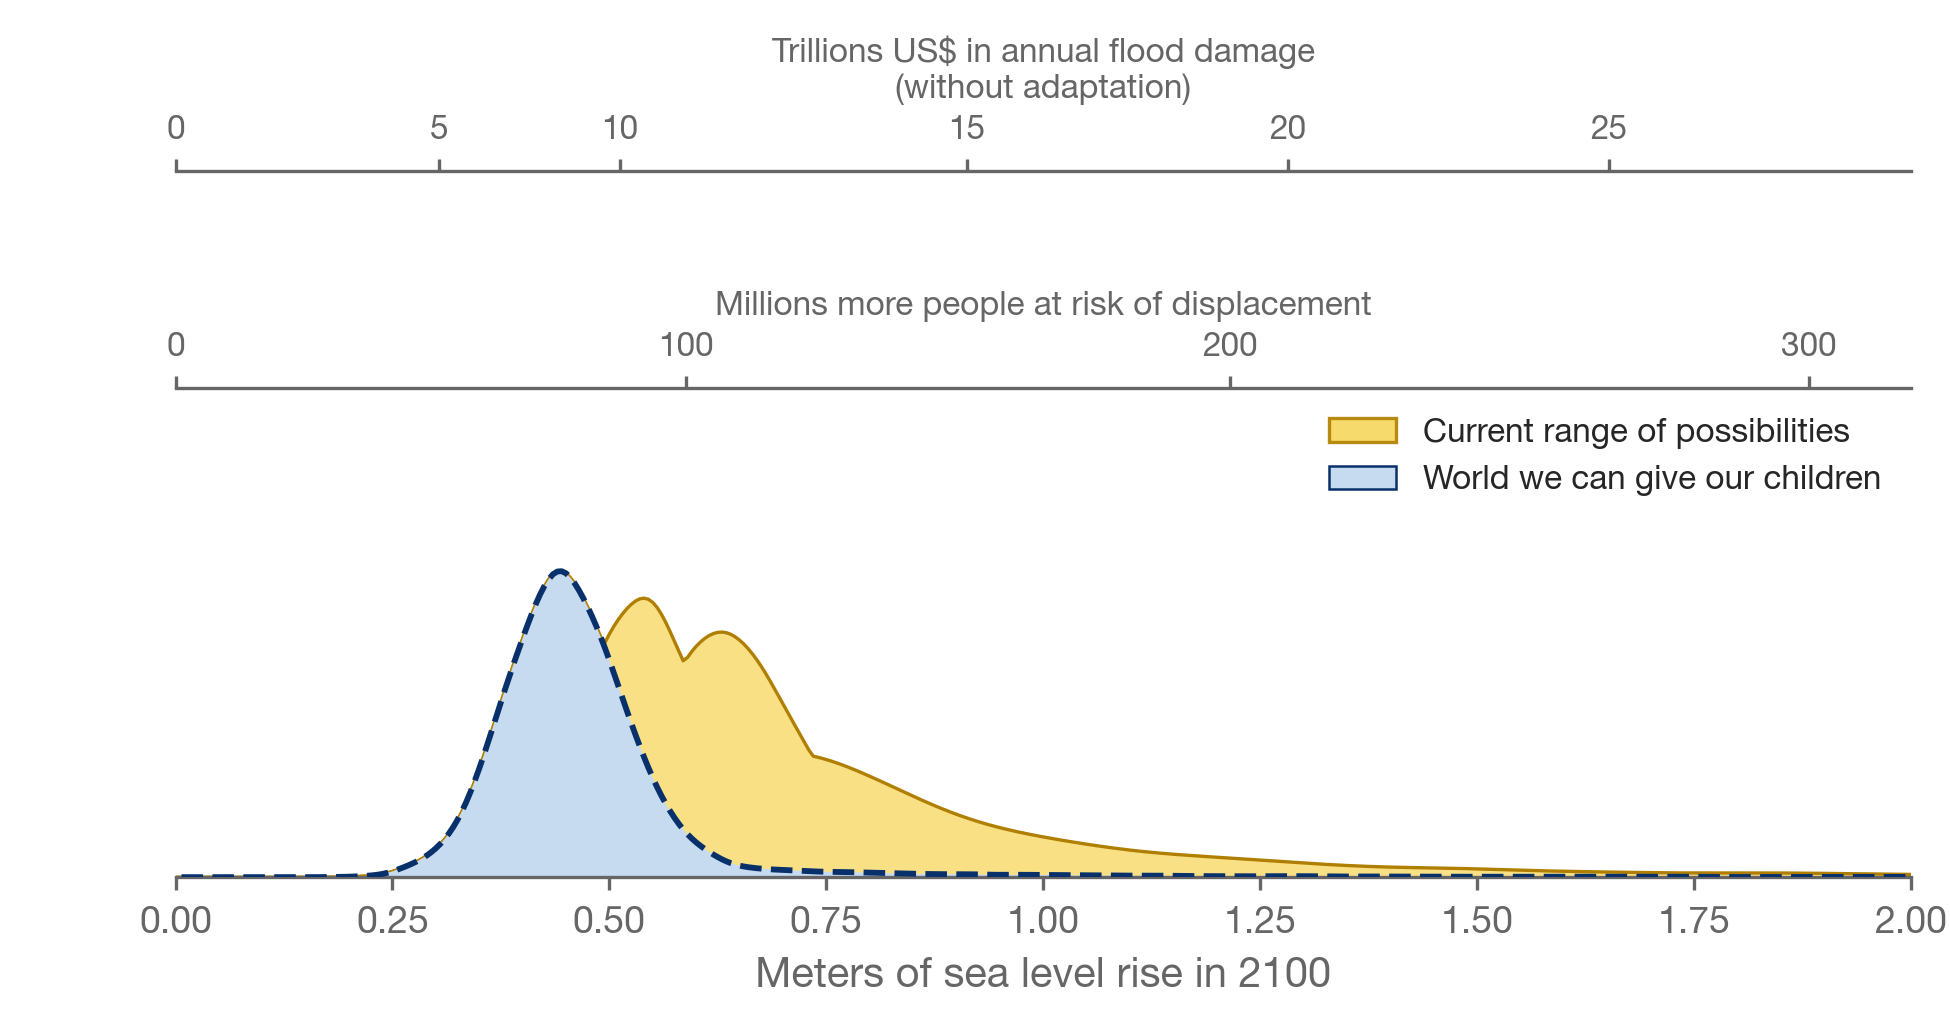 Trillions US$ in annual flood damage
(without adaptation)
0 5 10 15 20 25
Millions more people at risk of displacement
0 100 200 300
Current range of possibilities
World we can give our children
0.00 0.25 0.50 0.75 1.00 1.25 1.50 1.75 2.00
Meters of sea level rise in 2100